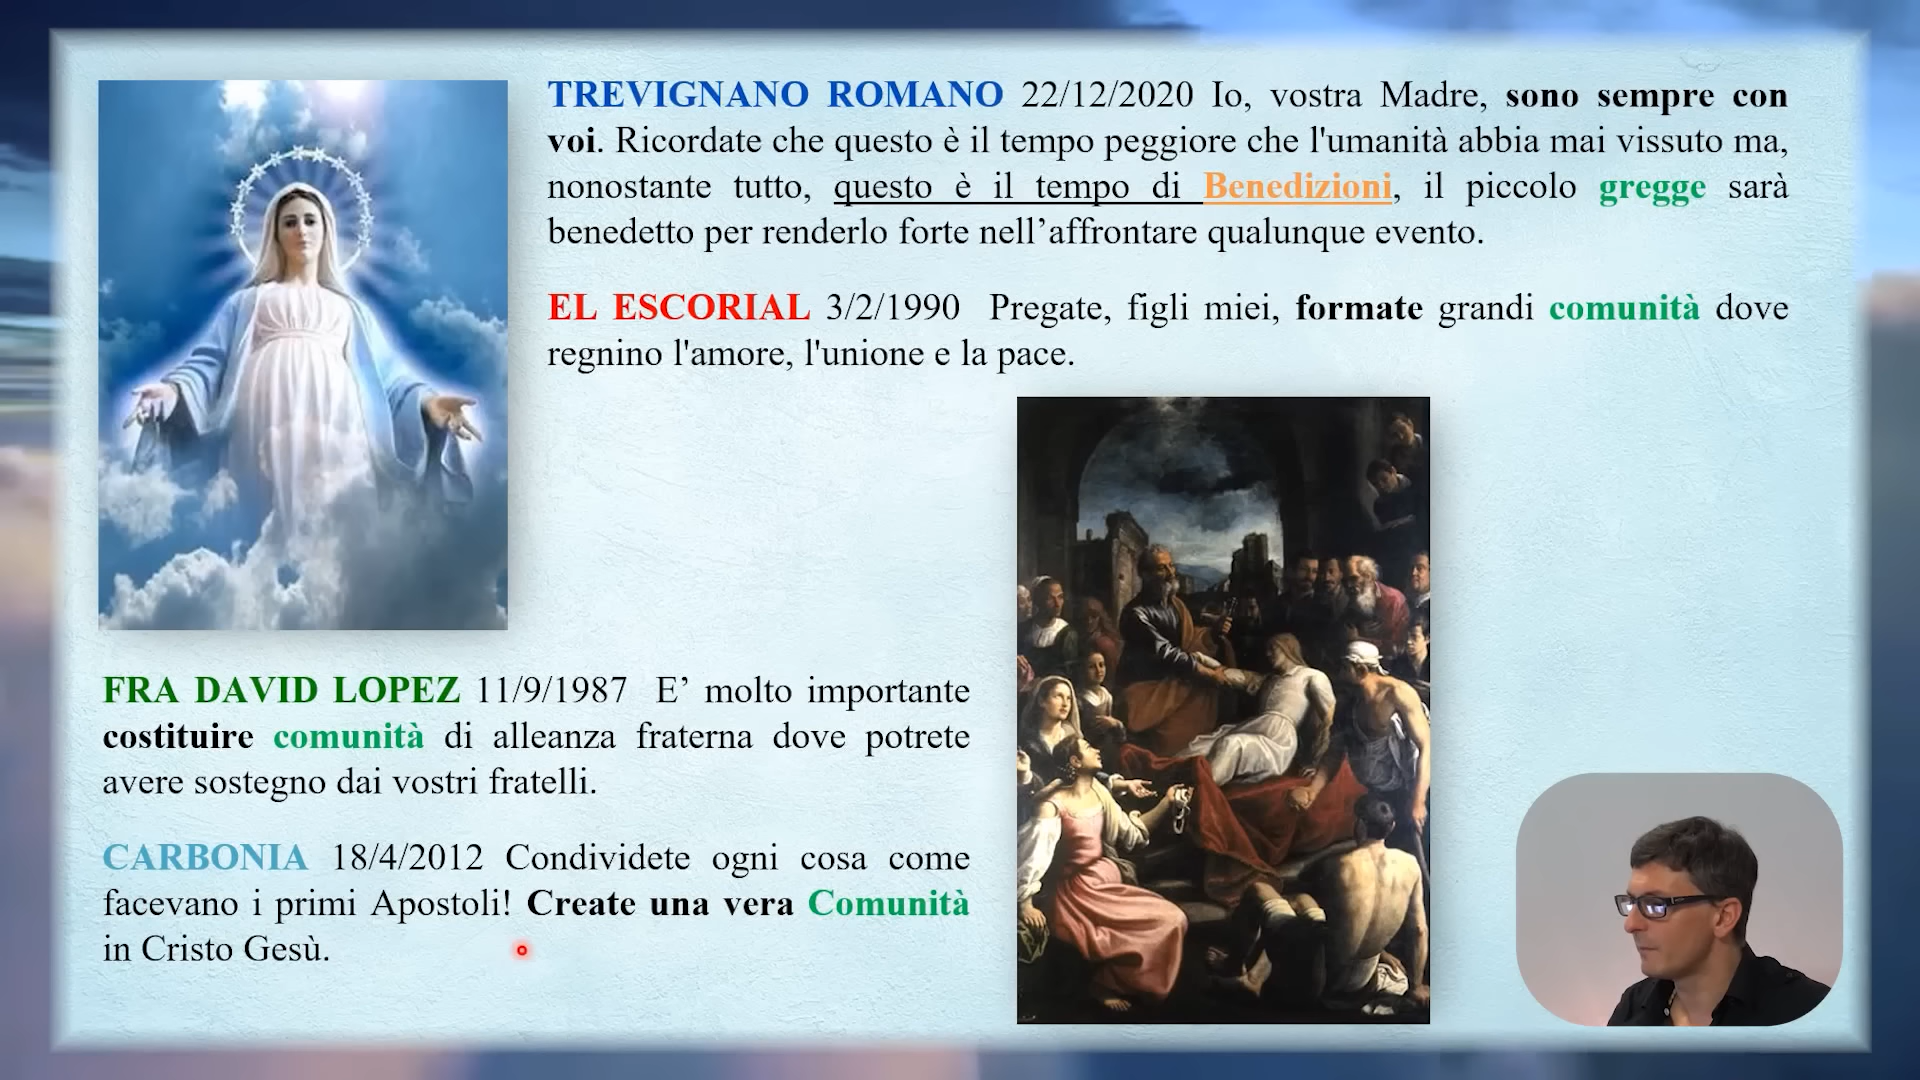 TREVIGNANO ROMANO 22/12/2020 Io, vostra Madre, sono sempre con
voi. Ricordate che questo è il tempo peggiore che l'umanità abbia mai vissuto ma,
nonostante tutto, questo è il tempo di Benedizioni, il piccolo gregge sarà
benedetto per renderlo forte nell’affrontare qualunque evento.
EL ESCORIAL 3/2/1990 Pregate, figli miei, formate grandi comunità dove
regnino l'amore, l'unione e la pace.
FRA DAVID LOPEZ 11/9/1987 E’ molto importante
costituire comunità di alleanza fraterna dove potrete
avere sostegno dai vostri fratelli.
CARBONIA 18/4/2012 Condividete ogni cosa come
facevano i primi Apostoli! Create una vera Comunità
in Cristo Gesù.